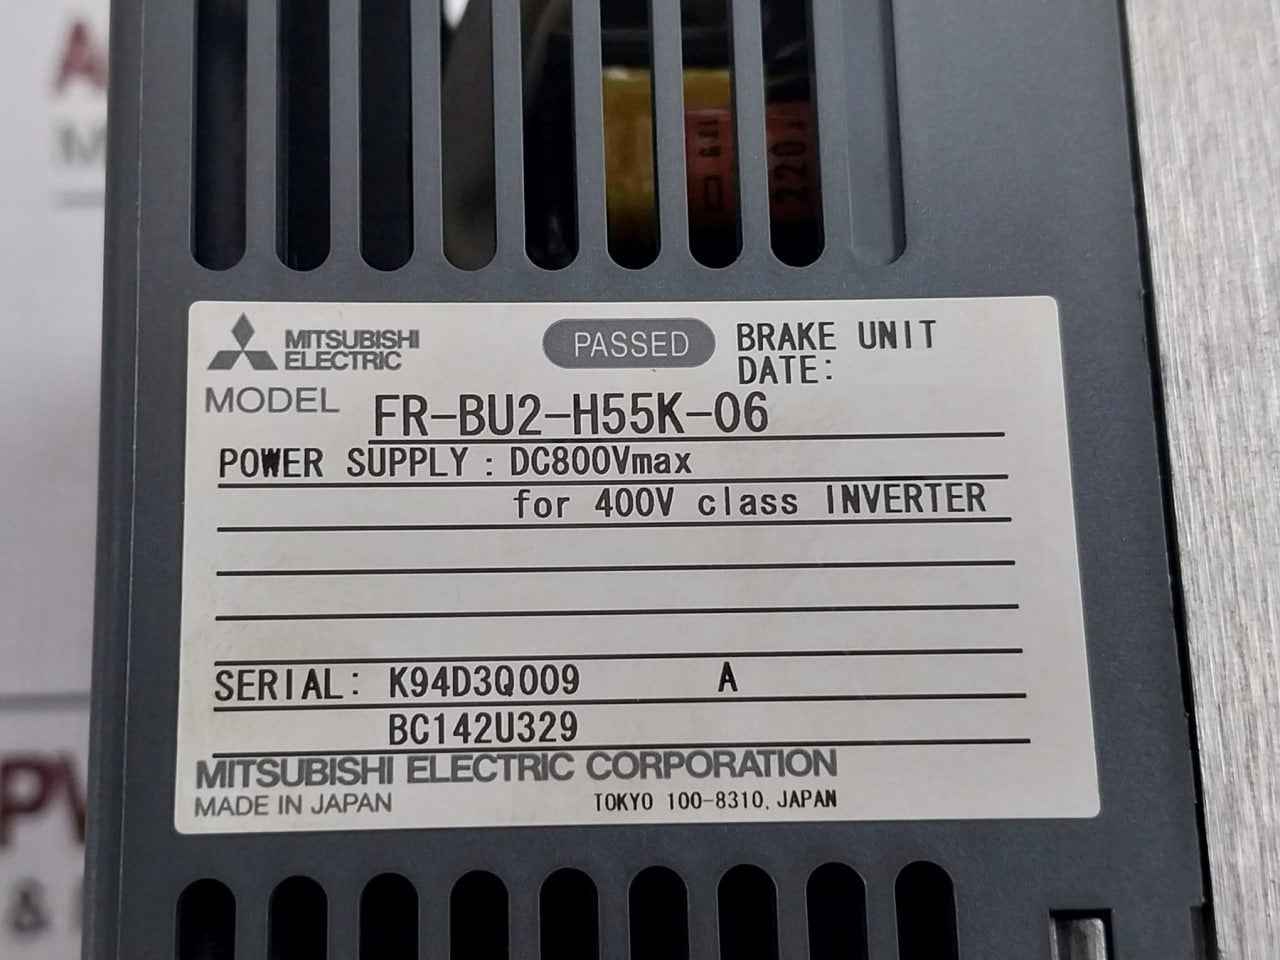 MITSUBISHI
ELECTRIC
PASSED
BRAKE UNIT
DATE:
MODEL FR-BU2-H55K-06
POWER SUPPLY : DC800Vmax
for 400V class INVERTER
SERIAL: K94D3Q009 A
BC142U329
MITSUBISHI ELECTRIC CORPORATION
MADE IN JAPAN TOKYO 100-8310, JAPAN
220